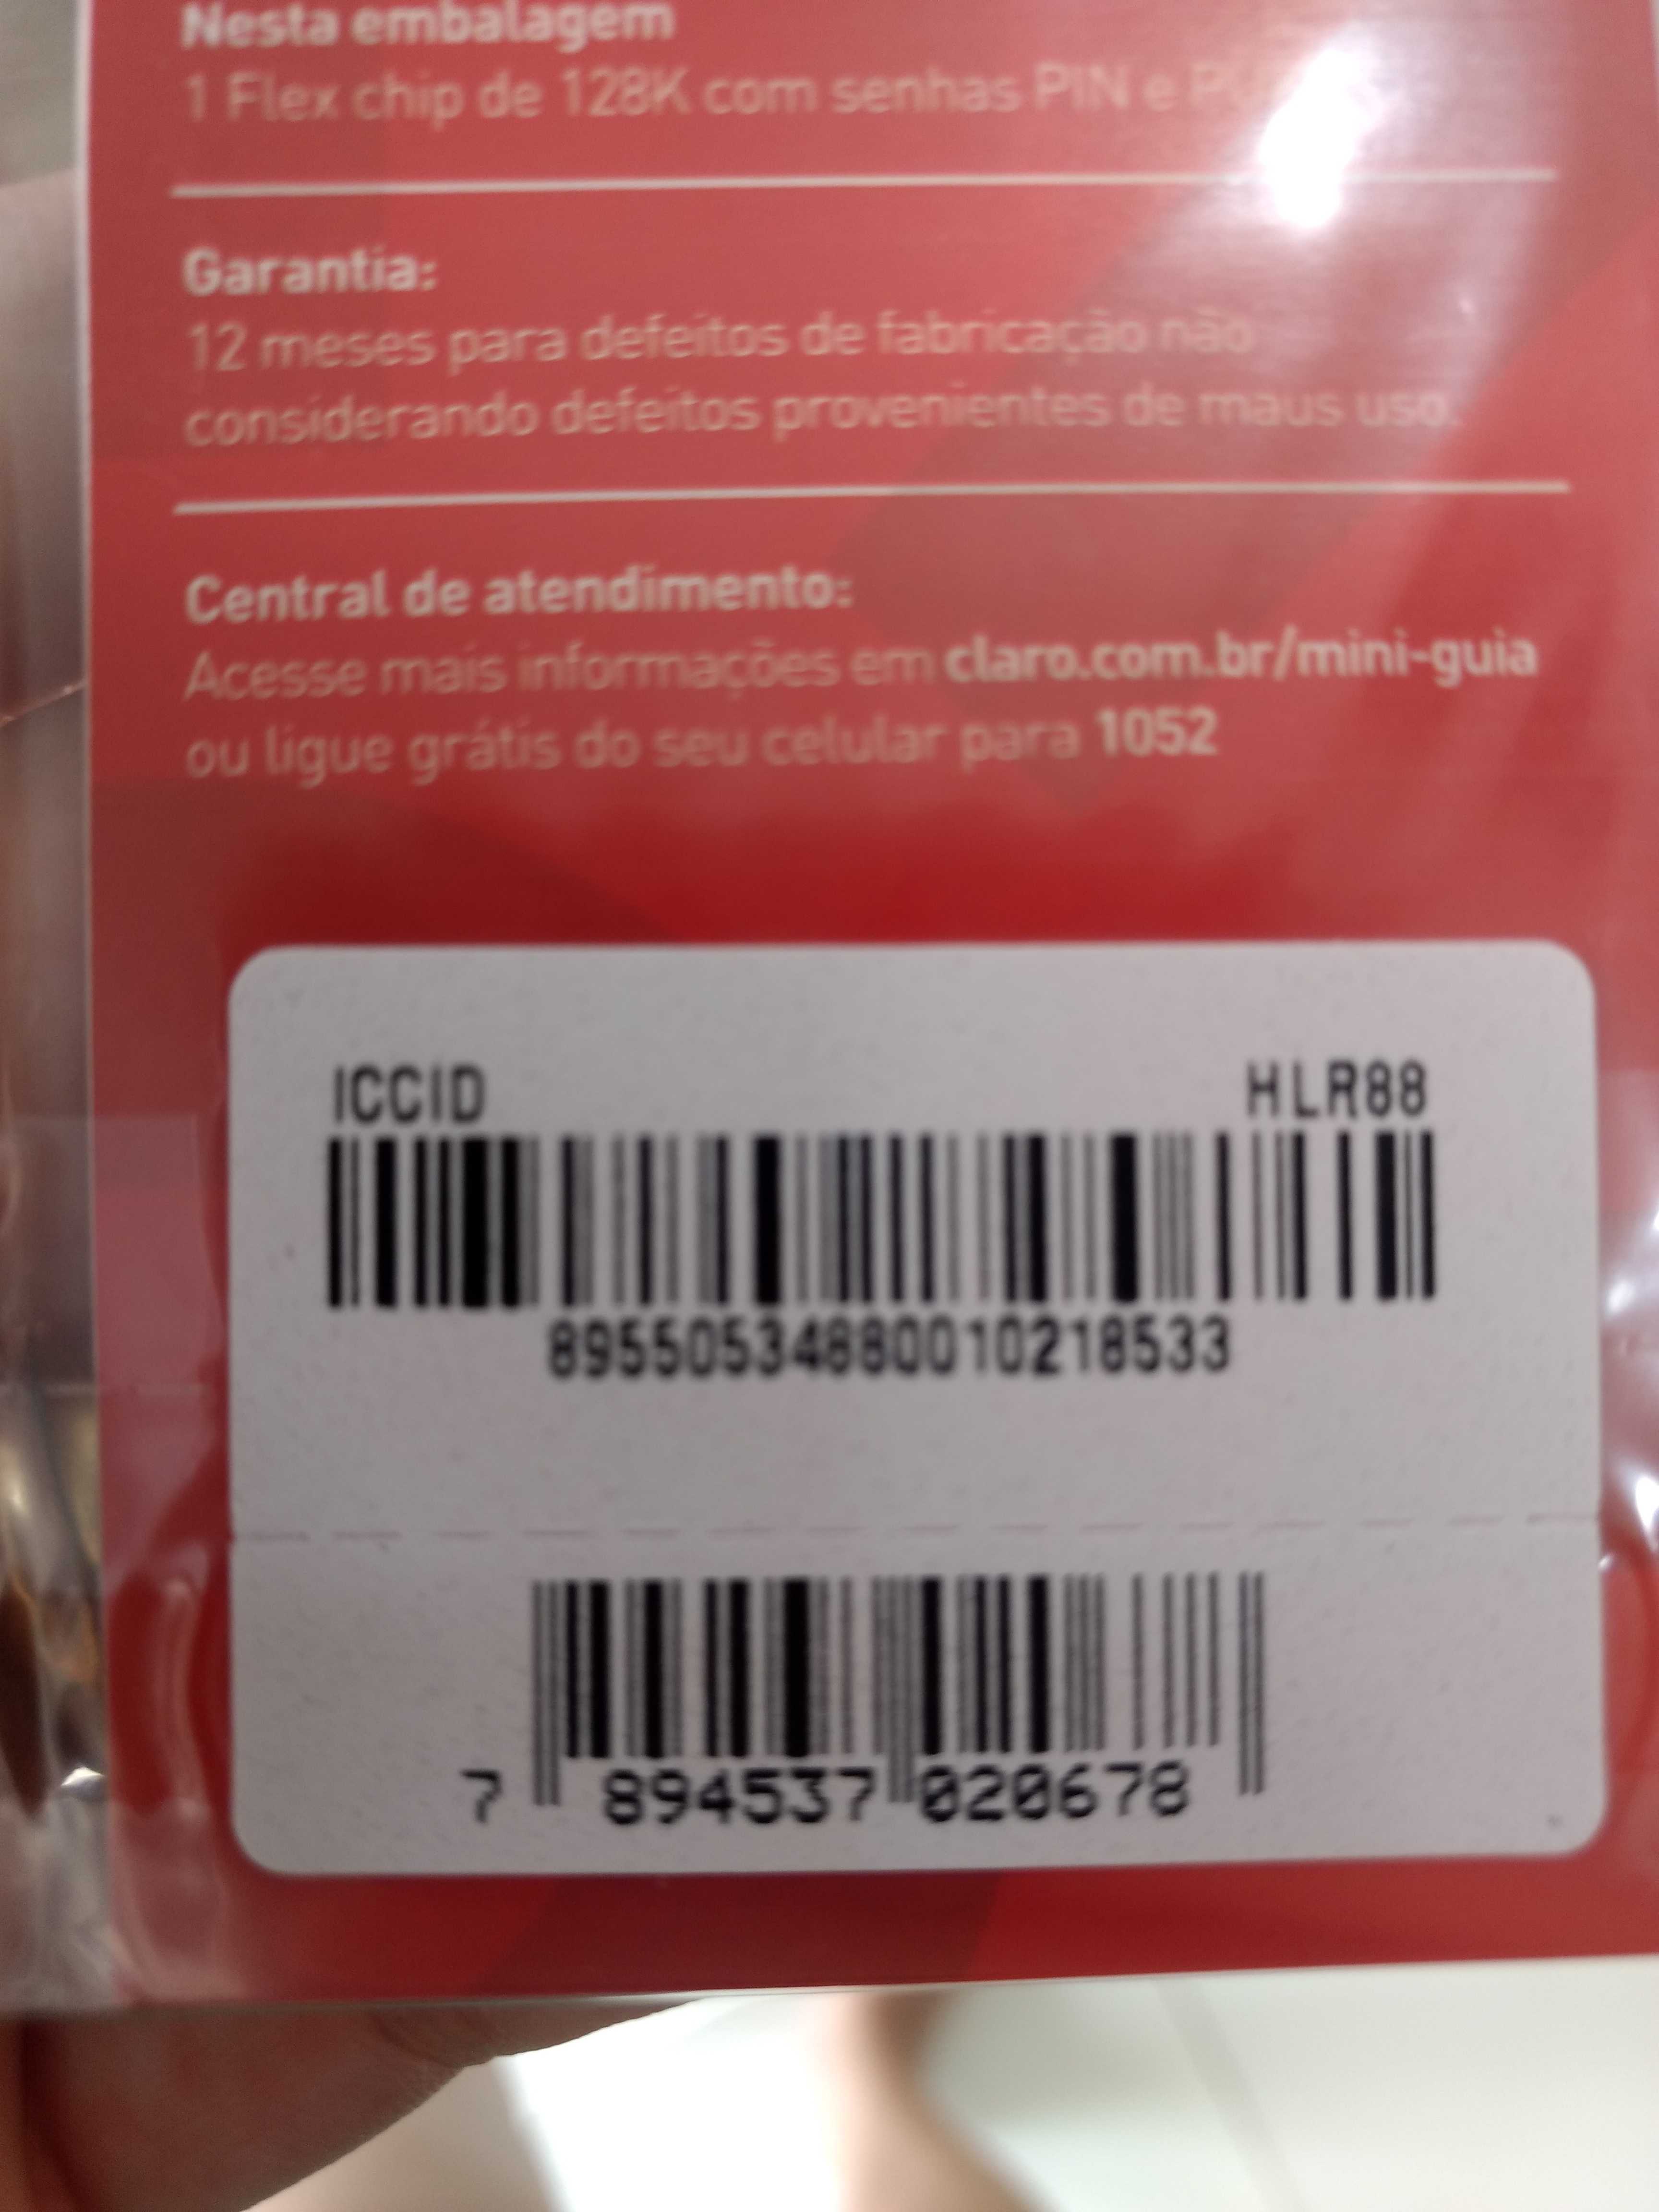 Nesta embalagem
1 Flex chip de 128K com senhas PIN e
Garantia:
12 meses para defeitos de fabricação não
considerando defeitos provenientes de maus uso.
Central de atendimento:
Acesse mais informações em claro.com.br/mini-guia
ou ligue grátis do seu celular para 1052
ICCID HLR88
89550534880010218533
7 894537 020678